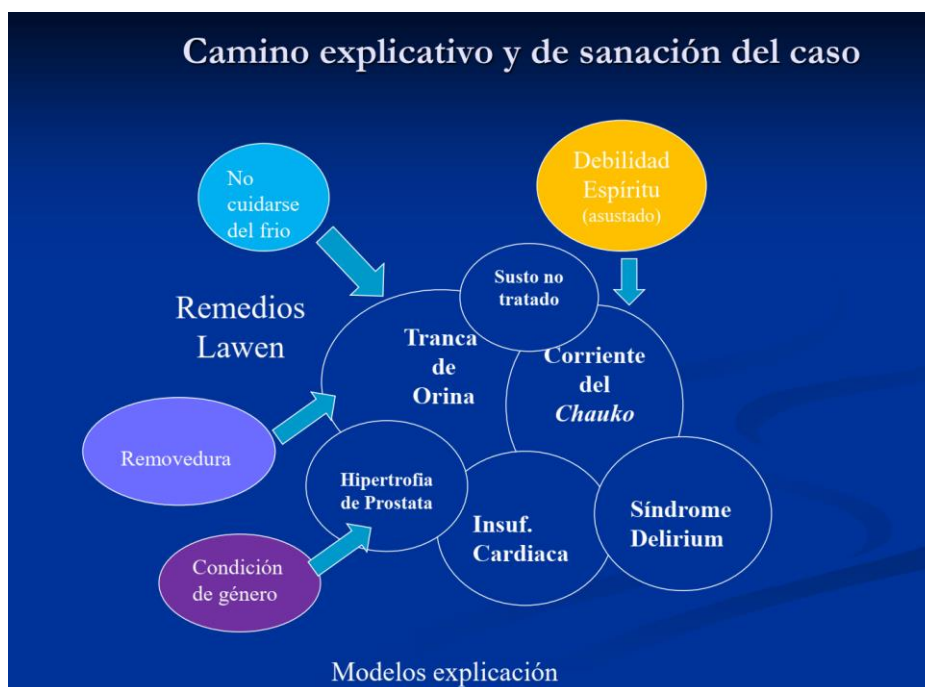 Camino explicativo y de sanación del caso
No
cuidarse
del frio
Debilidad
Espíritu
(asustado)
Susto no
tratado
Remedios
Lawen
Tranca
de
Orina
Corriente
del
Chauko
Removedura
Hipertrofia
de Prostata
Insuf.
Cardiaca
Síndrome
Delirium
Condición
de género
Modelos explicación